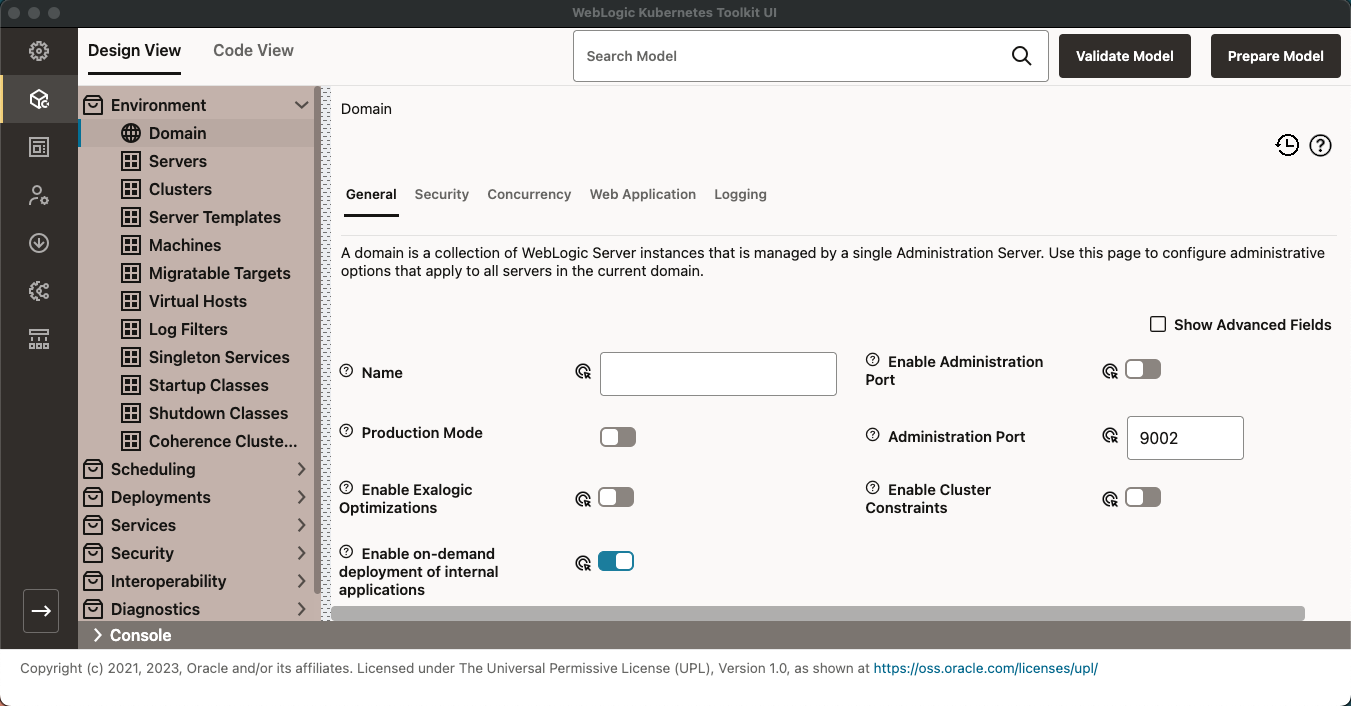 WebLogic Kubernetes Toolkit UI
Design View
Code View
Search Model
Validate Model
Prepare Model
Environment
Domain
Servers
Clusters
Server Templates
Machines
Migratable Targets
Virtual Hosts
Log Filters
Singleton Services
Startup Classes
Shutdown Classes
Coherence Cluste...
Scheduling
Deployments
Services
Security
Interoperability
Diagnostics
Domain
General
Security
Concurrency
Web Application
Logging
A domain is a collection of WebLogic Server instances that is managed by a single Administration Server. Use this page to configure administrative
options that apply to all servers in the current domain.
Show Advanced Fields
Name
Enable Administration
Port
Production Mode
Administration Port
9002
Enable Exalogic
Optimizations
Enable Cluster
Constraints
Enable on-demand
deployment of internal
applications
Console
Copyright (c) 2021, 2023, Oracle and/or its affiliates. Licensed under The Universal Permissive License (UPL), Version 1.0, as shown at https://oss.oracle.com/licenses/upl/